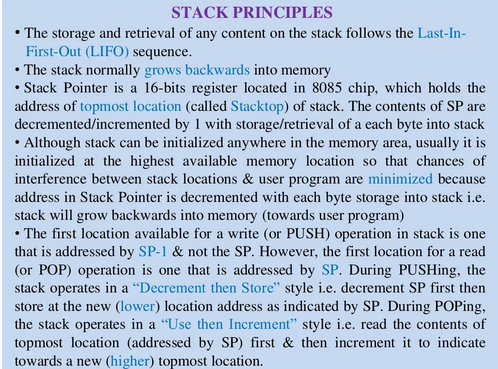 STACK PRINCIPLES
• The storage and retrieval of any content on the stack follows the Last-In-
First-Out (LIFO) sequence.
• The stack normally grows backwards into memory
• Stack Pointer is a 16-bits register located in 8085 chip, which holds the
address of topmost location (called Stacktop) of stack. The contents of SP are
decremented/incremented by 1 with storage/retrieval of a each byte into stack
• Although stack can be initialized anywhere in the memory area, usually it is
initialized at the highest available memory location so that chances of
interference between stack locations & user program are minimized because
address in Stack Pointer is decremented with each byte storage into stack i.e.
stack will grow backwards into memory (towards user program)
• The first location available for a write (or PUSH) operation in stack is one
that is addressed by SP-1 & not the SP. However, the first location for a read
(or POP) operation is one that is addressed by SP. During PUSHing, the
stack operates in a “Decrement then Store” style i.e. decrement SP first then
store at the new (lower) location address as indicated by SP. During POPing,
the stack operates in a “Use then Increment” style i.e. read the contents of
topmost location (addressed by SP) first & then increment it to indicate
towards a new (higher) topmost location.